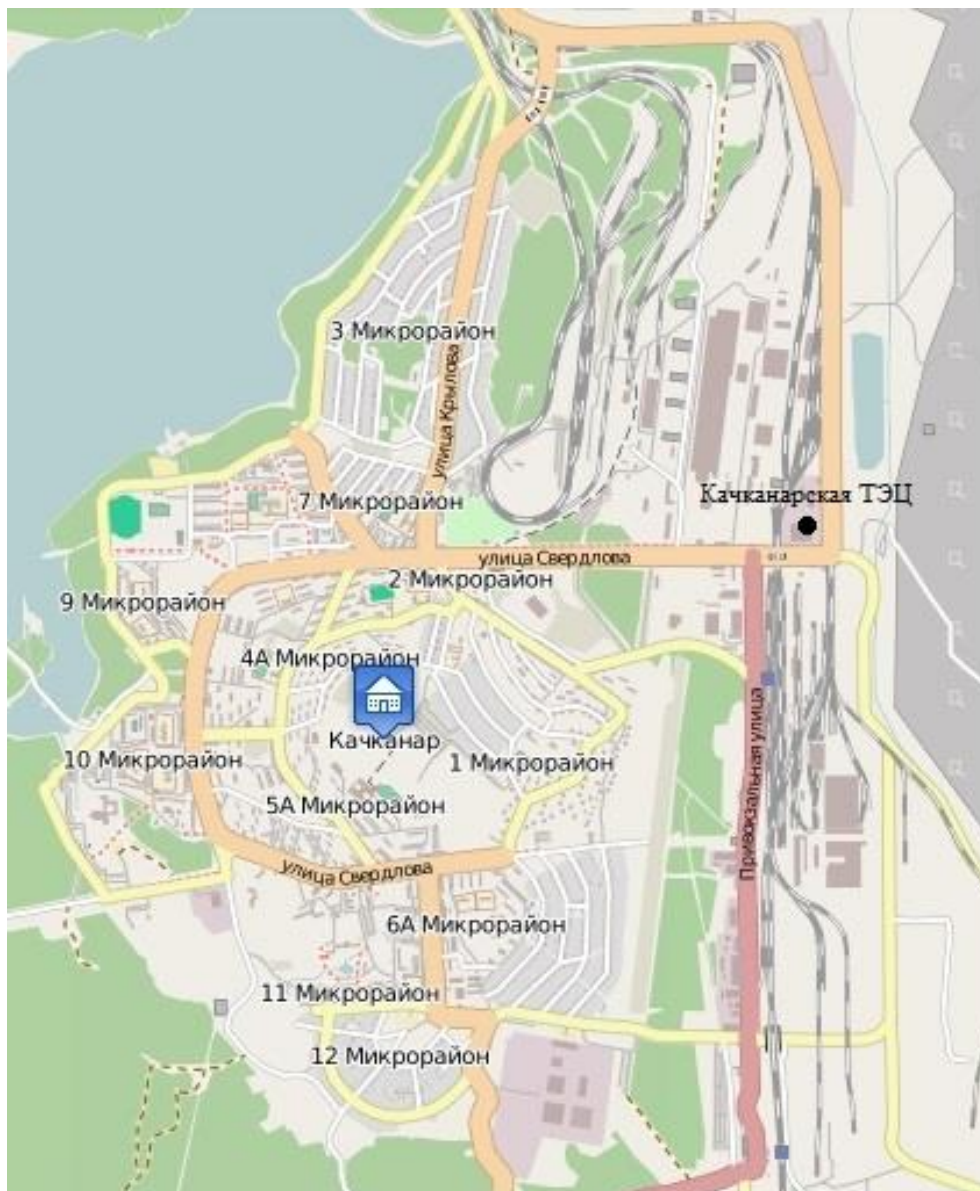 3 Микрорайон
улица Крылова
7 Микрорайон
Качканарская ТЭЦ
улица Свердлова
2 Микрорайон
9 Микрорайон
4А Микрорайон
Качканар
10 Микрорайон
1 Микрорайон
Привокзальная улица
5А Микрорайон
улица Свердлова
6А Микрорайон
11 Микрорайон
12 Микрорайон